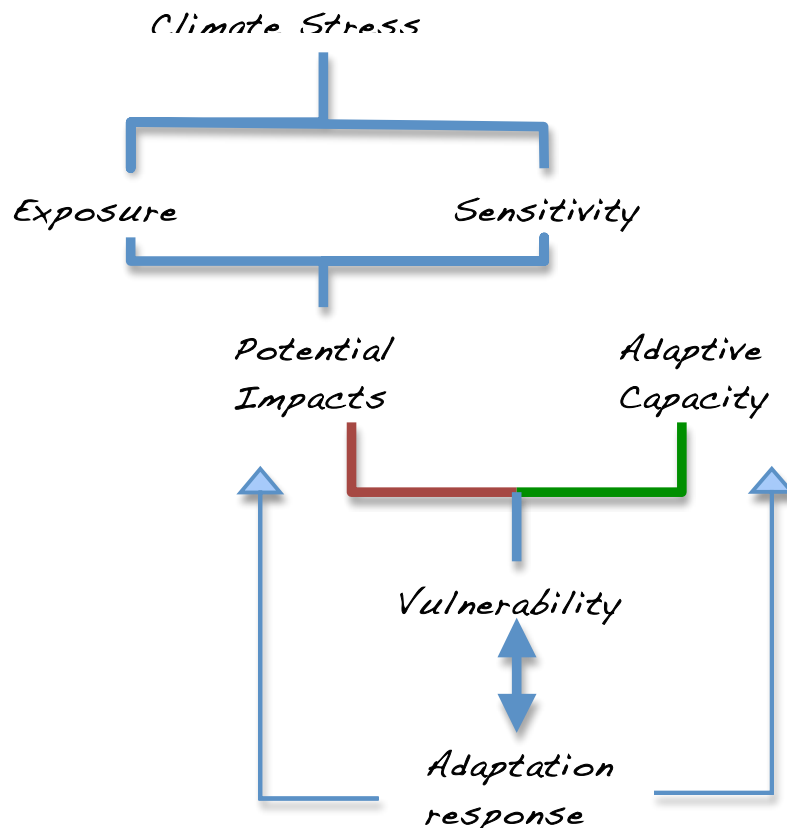 Climate Stress
Exposure
Sensitivity
Potential
Impacts
Adaptive
Capacity
Vulnerability
Adaptation
response